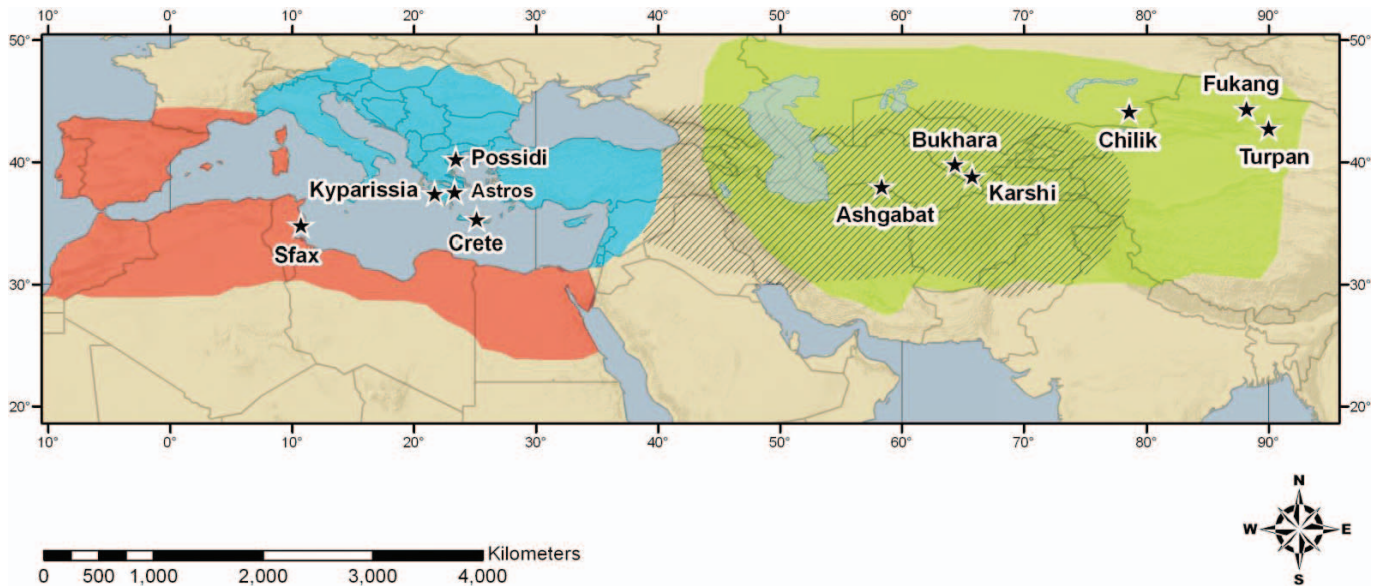 10° 0° 10° 20° 30° 40° 50° 60° 70° 80° 90°
50° 50°
Fukang
Chilik
Bukhara
Turpan
40° Possidi 40°
Kyparissia Astros
Karshi
Ashgabat
Crete
Sfax
30° 30°
20° 20°
10° 0° 10° 20° 30° 40° 50° 60° 70° 80° 90°
N
W E
S
Kilometers
0 500 1,000 2,000 3,000 4,000